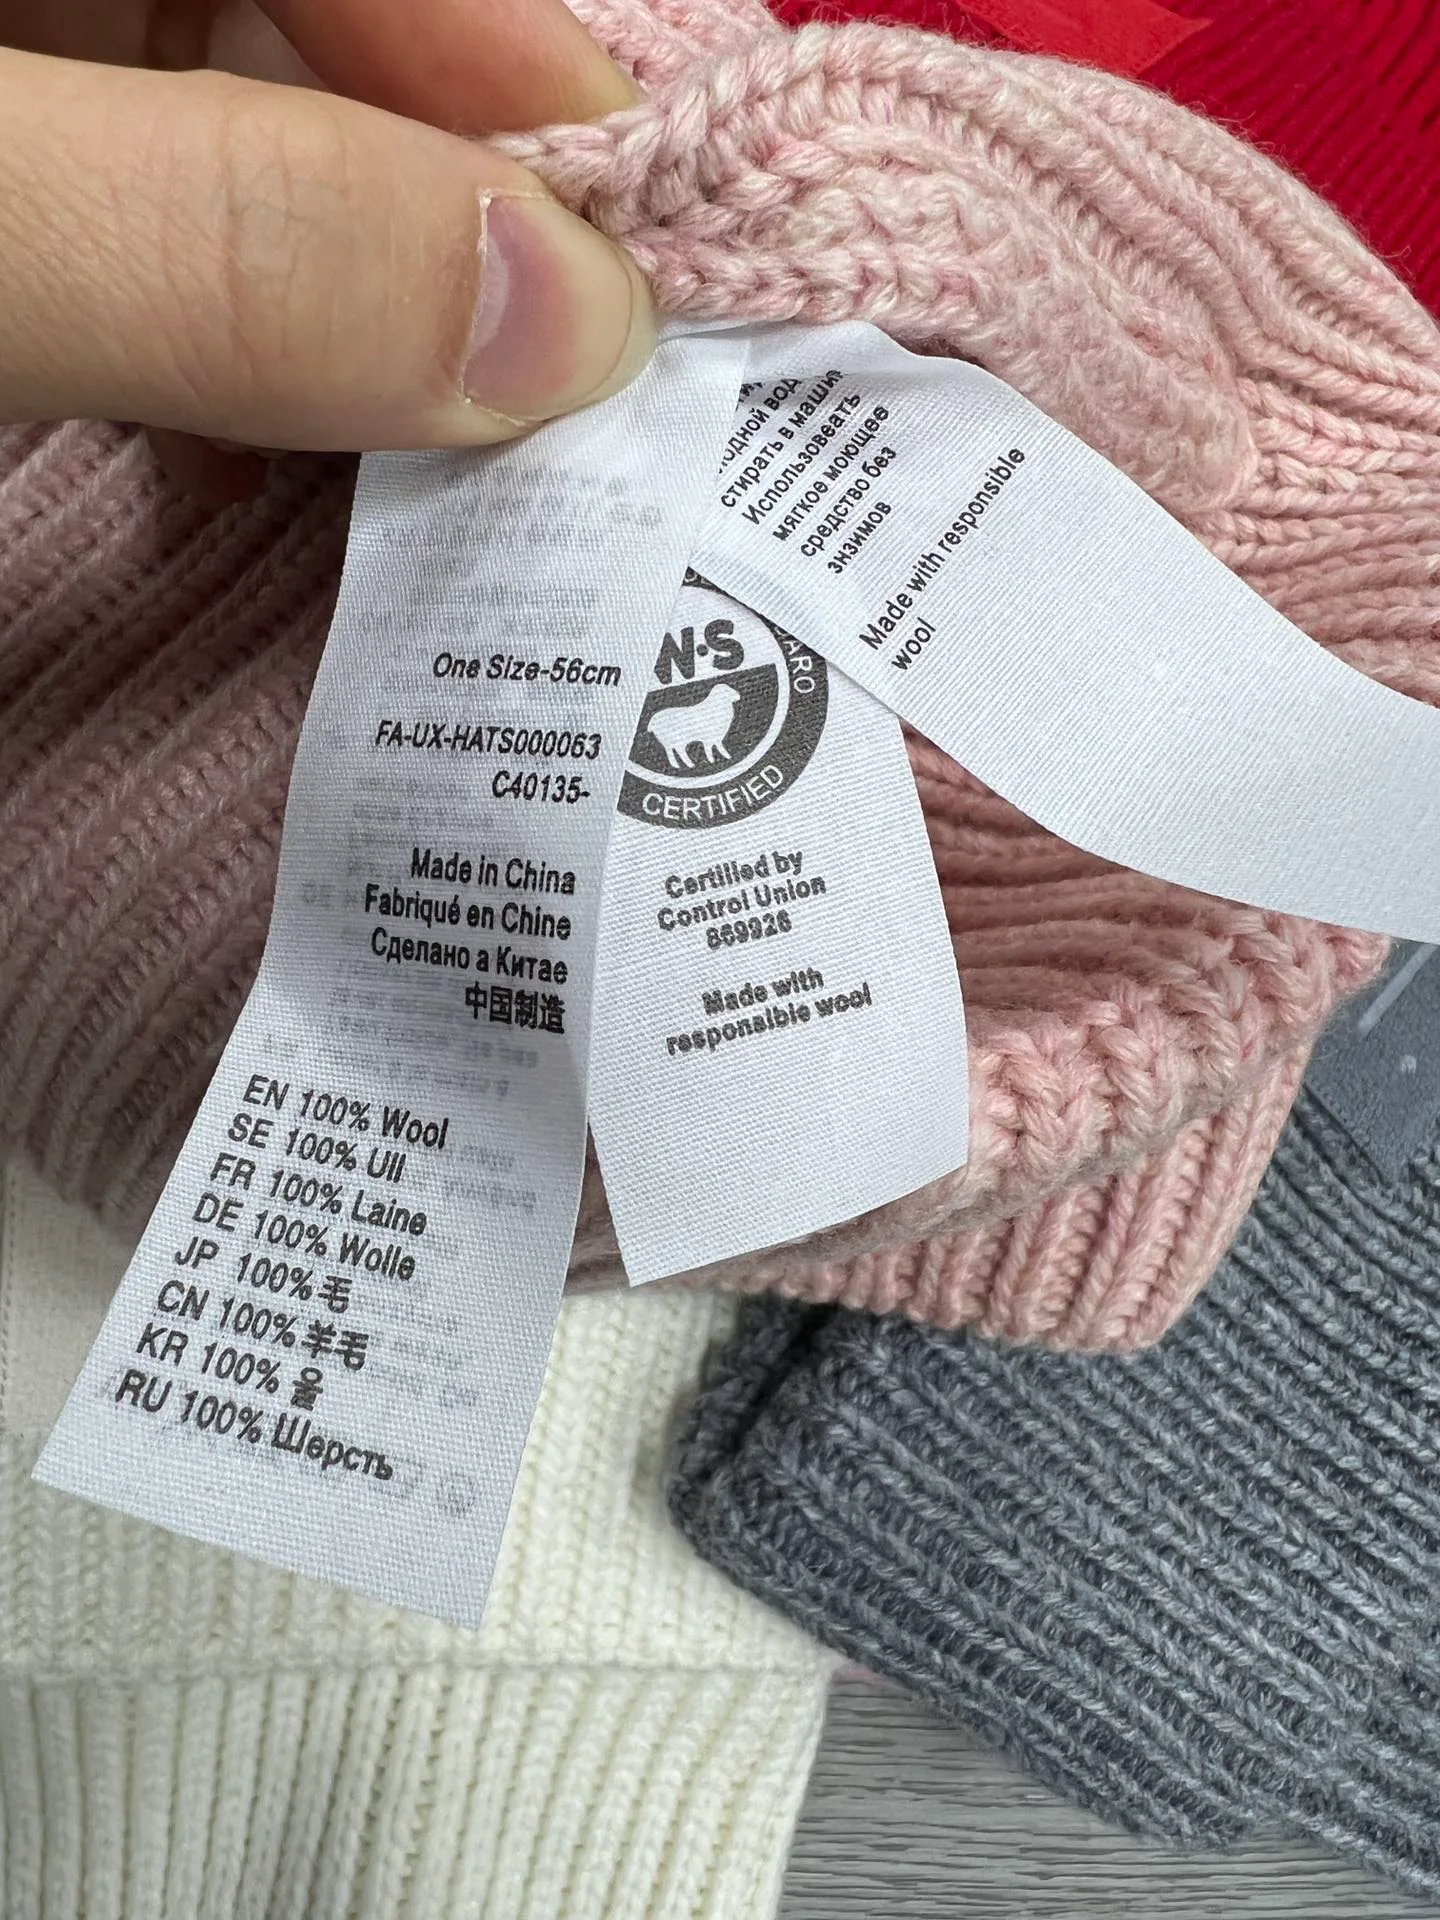 One Size-56cm
FA-UX-HATS000063
C40135-
Made in China
Fabriqué en Chine
Сделано а Китае
中国制造
EN 100% Wool
SE 100% Ull
FR 100% Laine
DE 100% Wolle
JP 100% 毛
CN 100% 羊毛
KR 100% 울
RU 100% Шерсть
W·S
CERTIFIED
Certified by
Control Union
869926
Made with
responsible wool
стирать в машин
Использовеать
мягкое моющее
средство без
энзимов
Made with responsible
wool